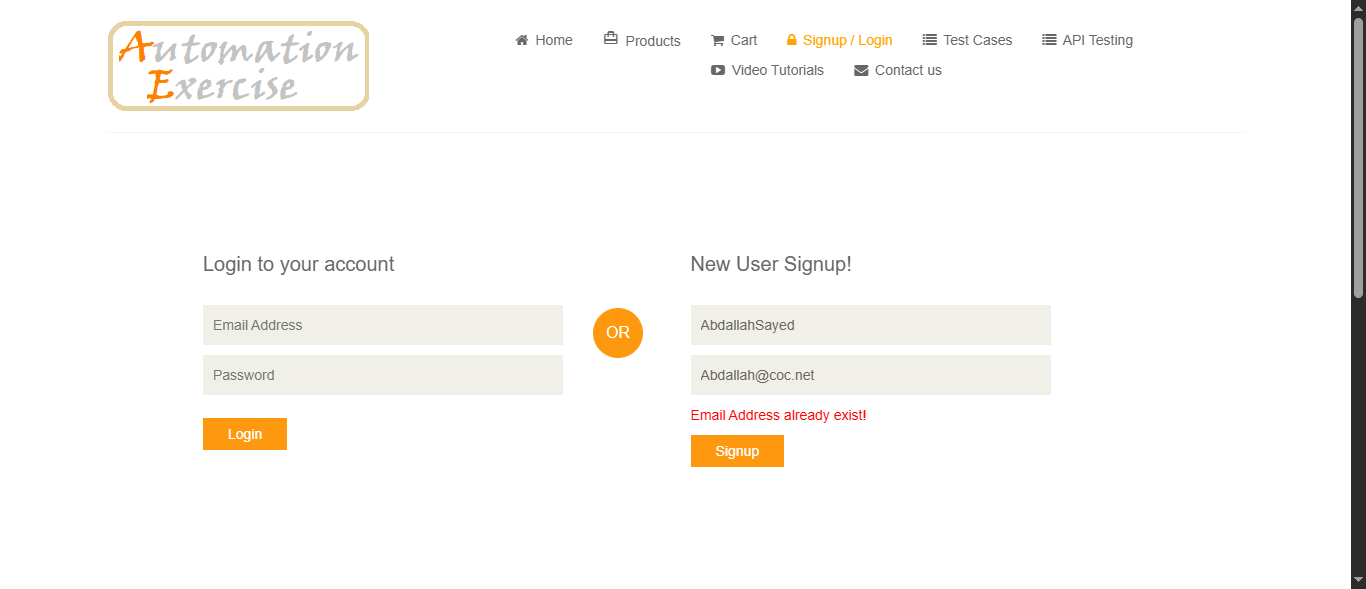 Automation
Exercise
Home Products Cart Signup / Login Test Cases API Testing
Video Tutorials Contact us
Login to your account
Email Address
Password
Login
OR
New User Signup!
AbdallahSayed
Abdallah@coc.net
Email Address already exist!
Signup